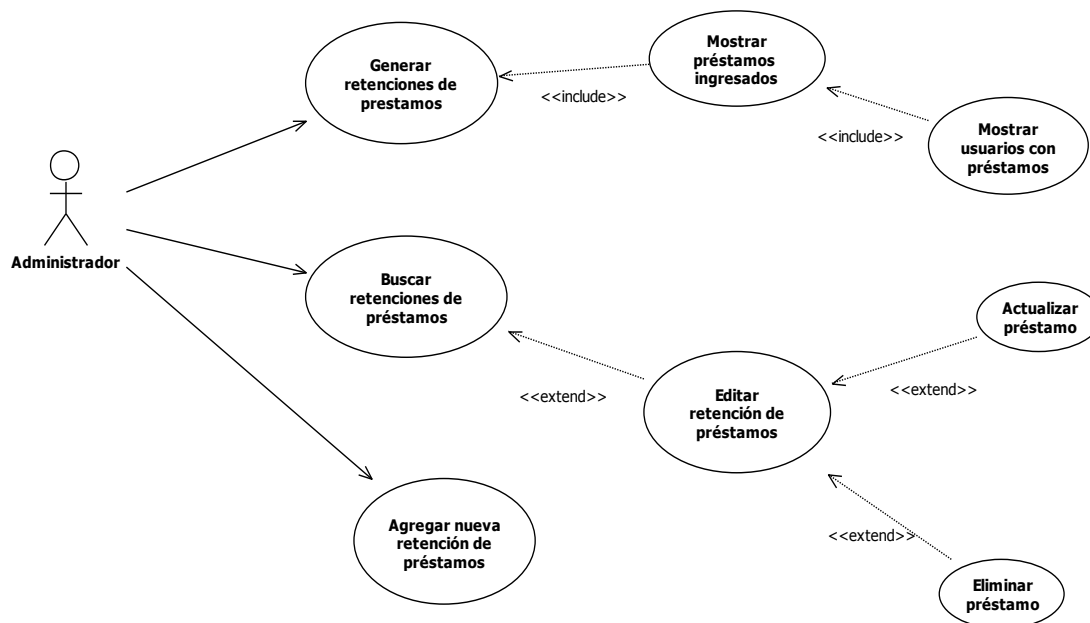 Generar
retenciones de
prestamos
<<include>>
Mostrar
préstamos
ingresados
<<include>>
Mostrar
usuarios con
préstamos
Administrador
Buscar
retenciones de
préstamos
<<extend>>
Editar
retención de
préstamos
<<extend>>
Actualizar
préstamo
<<extend>>
Eliminar
préstamo
Agregar nueva
retención de
préstamos